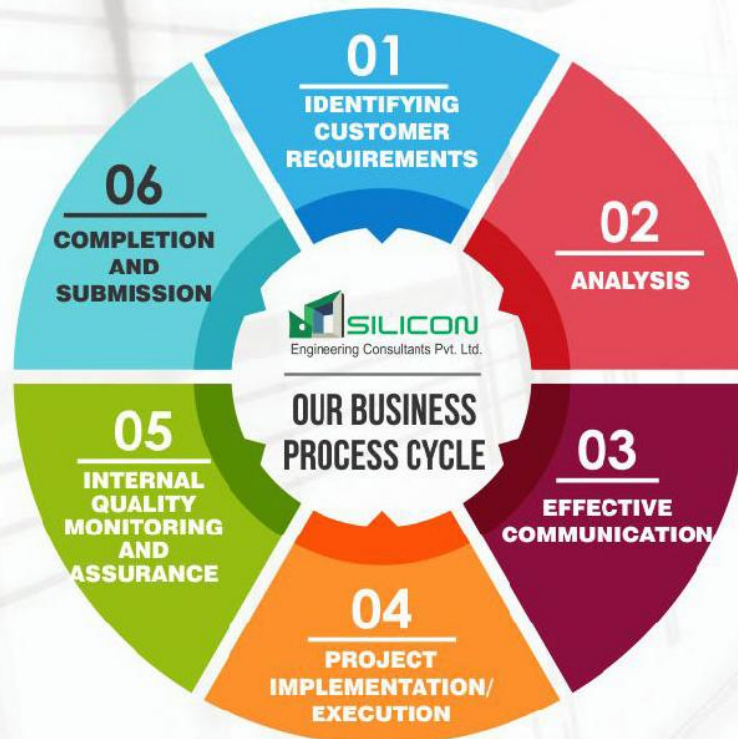 01
IDENTIFYING
CUSTOMER
REQUIREMENTS
02
ANALYSIS
03
EFFECTIVE
COMMUNICATION
04
PROJECT
IMPLEMENTATION/
EXECUTION
05
INTERNAL
QUALITY
MONITORING
AND
ASSURANCE
06
COMPLETION
AND
SUBMISSION
SILICON
Engineering Consultants Pvt. Ltd.
OUR BUSINESS
PROCESS CYCLE